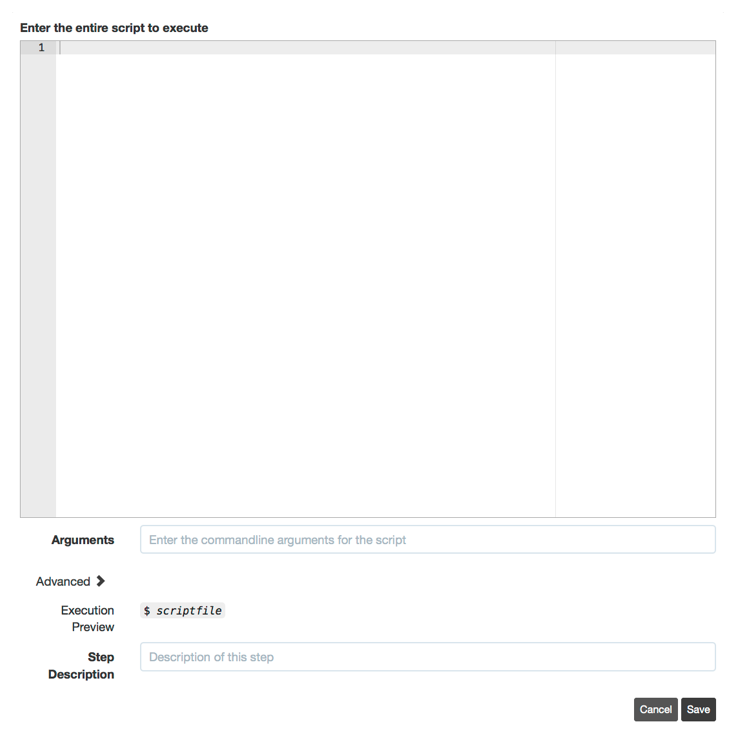 Enter the entire script to execute
1
Arguments
Enter the commandline arguments for the script
Advanced
Execution
Preview
$ scriptfile
Step
Description
Description of this step
Cancel
Save